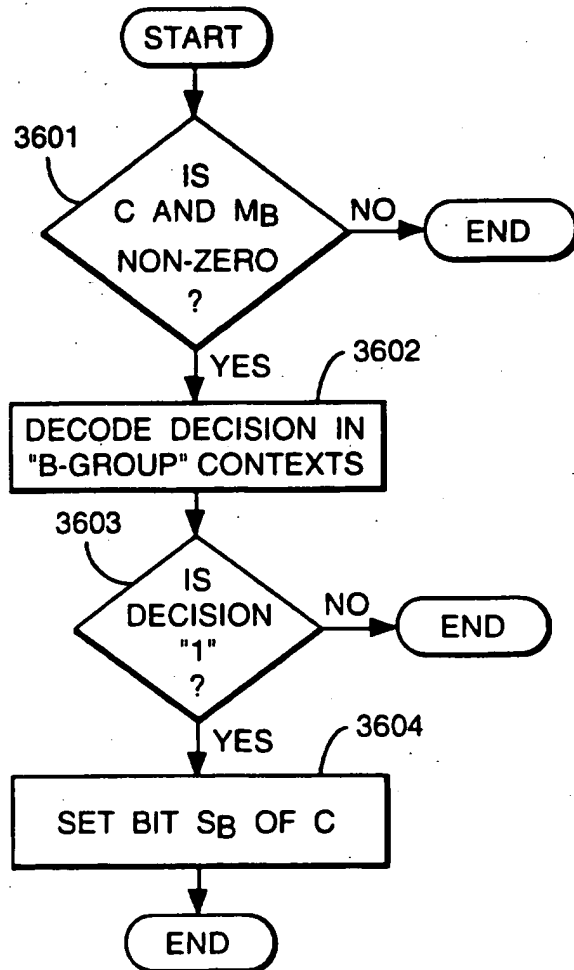 START
3601
IS
C AND MB
NON-ZERO
?
NO
END
YES
3602
DECODE DECISION IN
"B-GROUP" CONTEXTS
3603
IS
DECISION
"1"
?
NO
END
YES
3604
SET BIT SB OF C
END